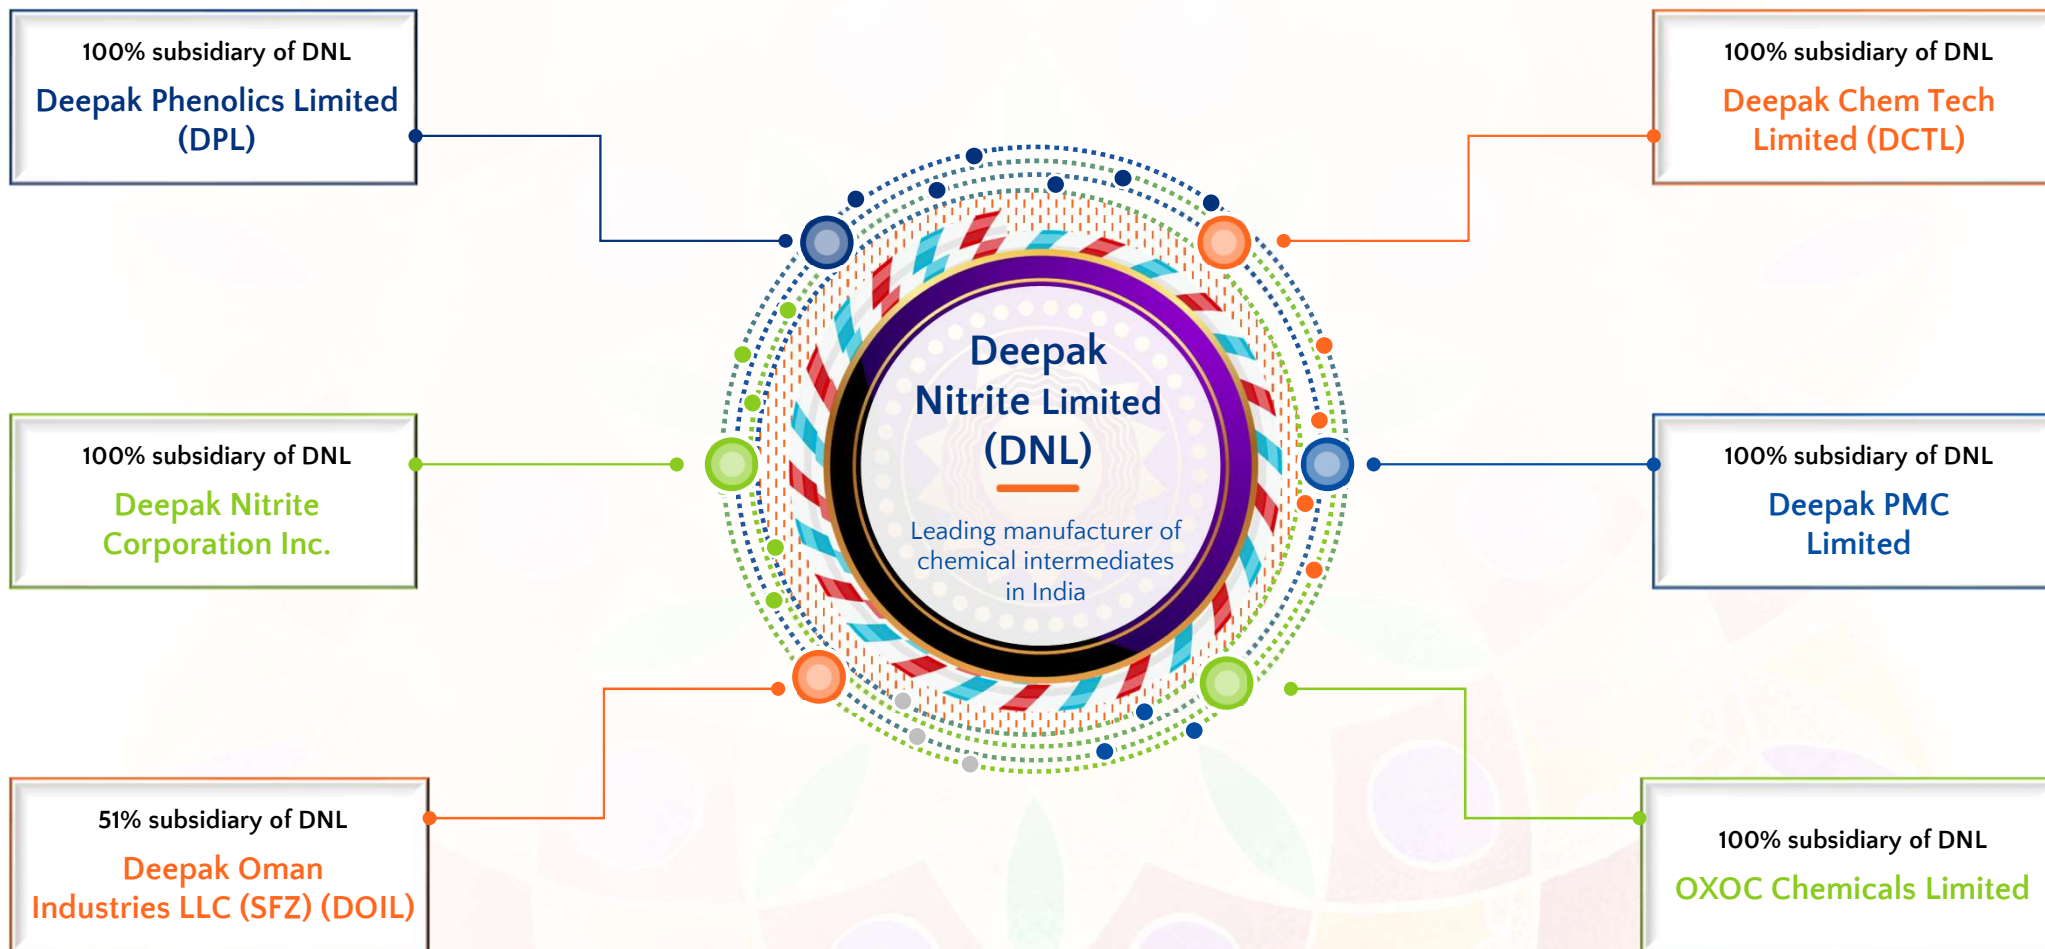 100% subsidiary of DNL
Deepak Phenolics Limited
(DPL)
100% subsidiary of DNL
Deepak Nitrite
Corporation Inc.
51% subsidiary of DNL
Deepak Oman
Industries LLC (SFZ) (DOIL)
Deepak
Nitrite Limited
(DNL)
Leading manufacturer of
chemical intermediates
in India
100% subsidiary of DNL
Deepak Chem Tech
Limited (DCTL)
100% subsidiary of DNL
Deepak PMC
Limited
100% subsidiary of DNL
OXOC Chemicals Limited